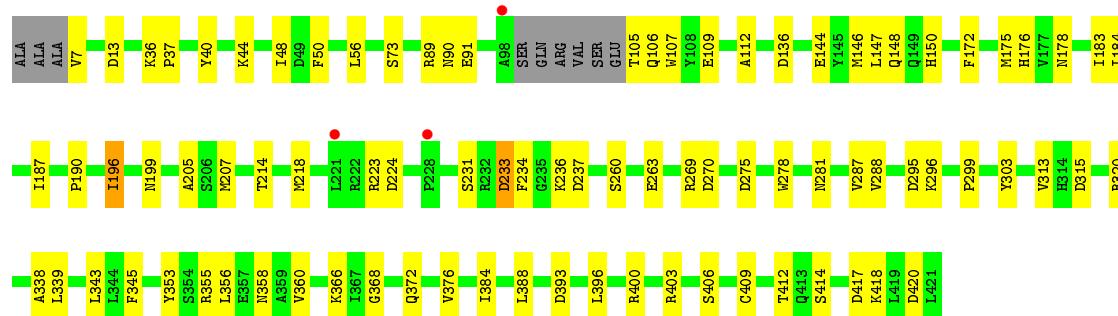 ALA ALA ALA V7 D13 K36 P37 Y40 K44 I48 D49 F50 L56 S73 R89 N90 E91 A98 SER GLN ARG VAL SER GLU T105 Q106 W107 Y108 E109 A112 D136 E144 Y145 M146 L147 Q148 Q149 H150 F172 M175 H176 V177 N178 I183
I187 P190 I196 N199 A205 S206 M207 T214 M218 L221 R222 R223 D224 P228 S231 R232 D233 F234 G235 K236 D237 S260 E263 R269 D270 D275 W278 N281 V287 V288 D295 K296 P299 Y303 V313 H314 D315
A338 L339 L343 L344 F345 Y353 S354 R355 L356 E357 N358 A359 V360 K366 I367 G368 Q372 V376 I384 L388 D393 L396 R400 R403 S406 C409 T412 Q413 S414 D417 K418 L419 D420 L421